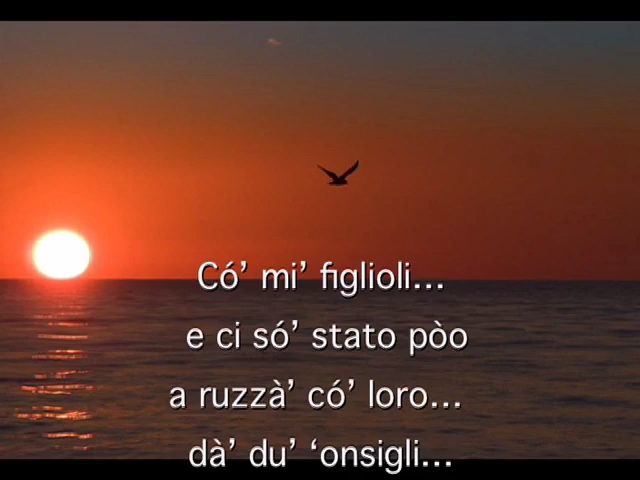 Có’ mi’ figlioli...
e ci só’ stato pòo
a ruzzà’ có’ loro...
dà’ du’ ‘onsigli...